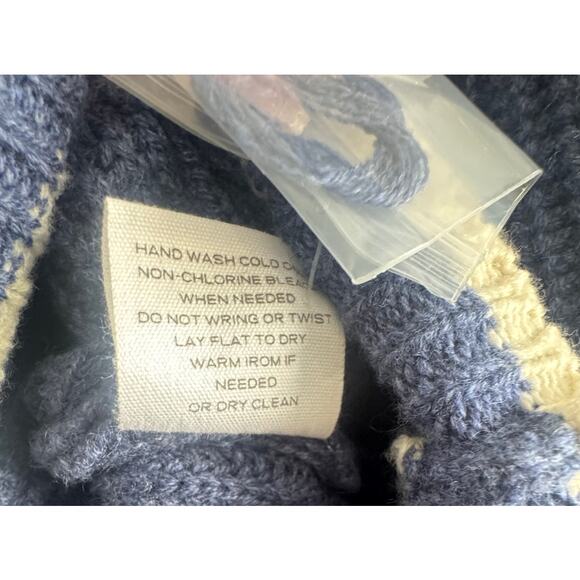 HAND WASH COLD
NON-CHLORINE
WHEN NEEDED
DO NOT WRING OR TWIST
LAY FLAT TO DRY
WARM IROM IF
NEEDED
OR DRY CLEAN